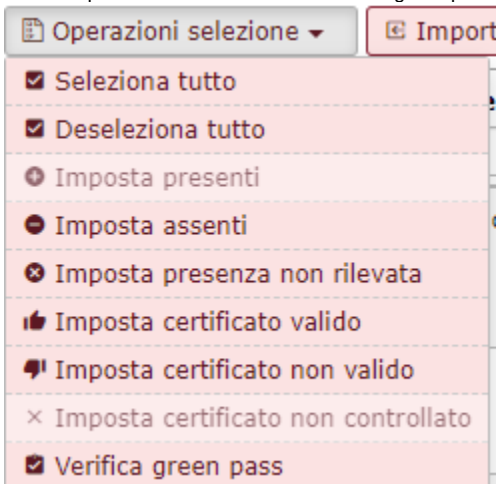 Operazioni selezione
Import
Seleziona tutto
Deseleziona tutto
Imposta presenti
Imposta assenti
Imposta presenza non rilevata
Imposta certificato valido
Imposta certificato non valido
Imposta certificato non controllato
Verifica green pass